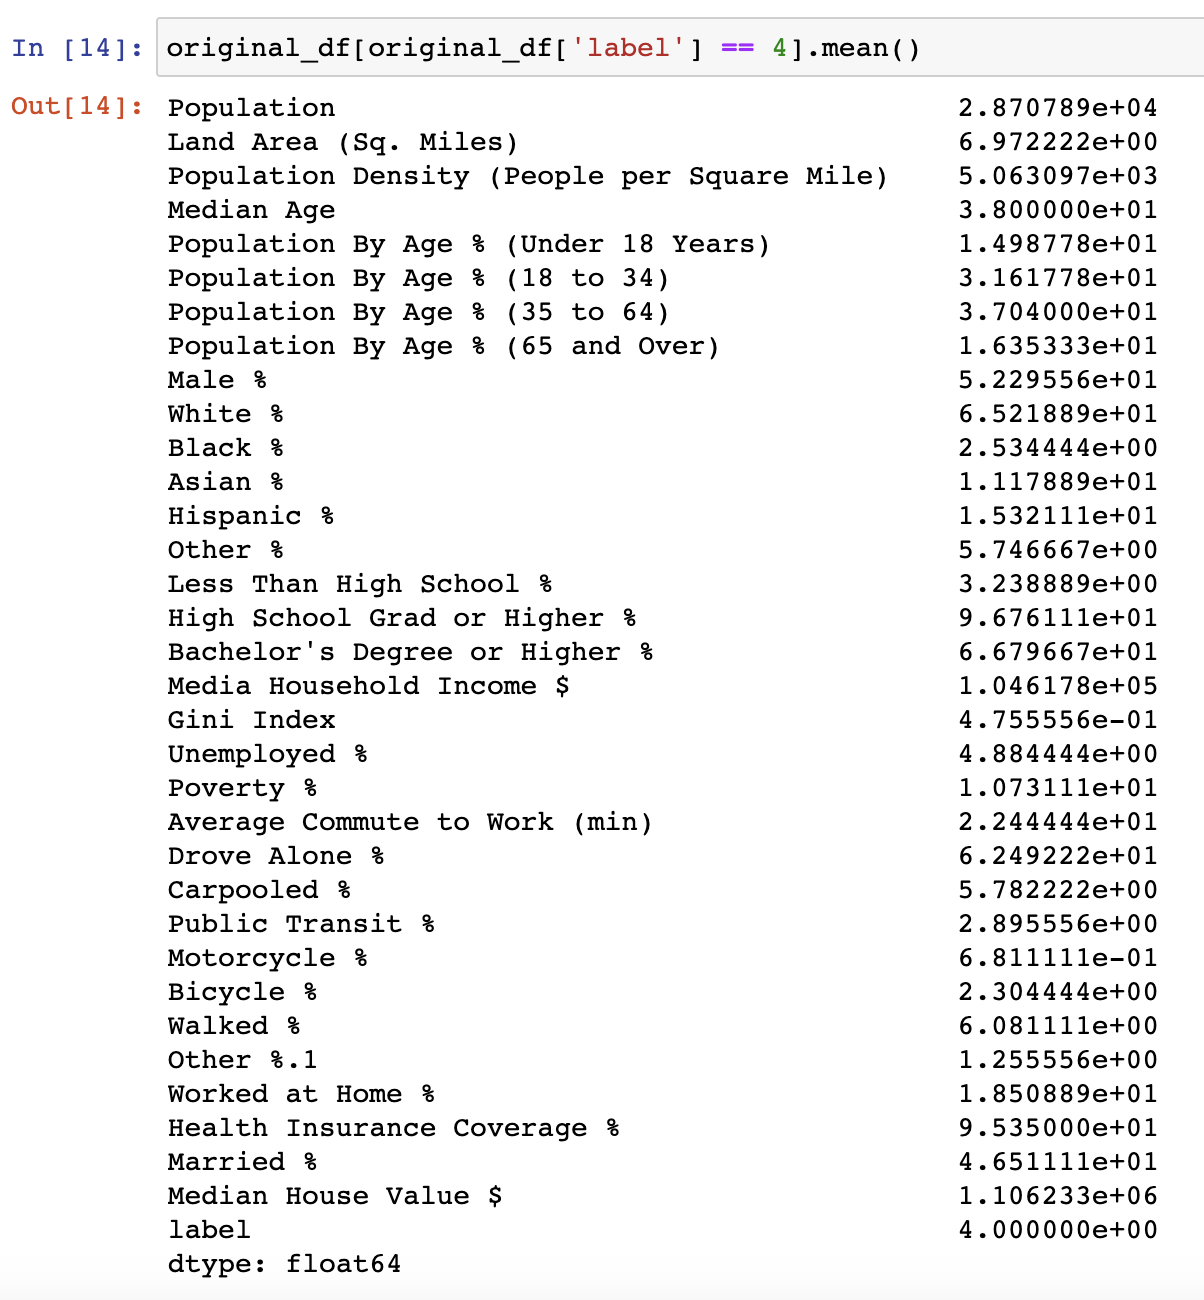 In [14]: original_df[original_df['label'] == 4].mean()
Out[14]: Population 2.870789e+04
Land Area (Sq. Miles) 6.972222e+00
Population Density (People per Square Mile) 5.063097e+03
Median Age 3.800000e+01
Population By Age % (Under 18 Years) 1.498778e+01
Population By Age % (18 to 34) 3.161778e+01
Population By Age % (35 to 64) 3.704000e+01
Population By Age % (65 and Over) 1.635333e+01
Male % 5.229556e+01
White % 6.521889e+01
Black % 2.534444e+00
Asian % 1.117889e+01
Hispanic % 1.532111e+01
Other % 5.746667e+00
Less Than High School % 3.238889e+00
High School Grad or Higher % 9.676111e+01
Bachelor's Degree or Higher % 6.679667e+01
Media Household Income $ 1.046178e+05
Gini Index 4.755556e-01
Unemployed % 4.884444e+00
Poverty % 1.073111e+01
Average Commute to Work (min) 2.244444e+01
Drove Alone % 6.249222e+01
Carpooled % 5.782222e+00
Public Transit % 2.895556e+00
Motorcycle % 6.811111e-01
Bicycle % 2.304444e+00
Walked % 6.081111e+00
Other %.1 1.255556e+00
Worked at Home % 1.850889e+01
Health Insurance Coverage % 9.535000e+01
Married % 4.651111e+01
Median House Value $ 1.106233e+06
label 4.000000e+00
dtype: float64